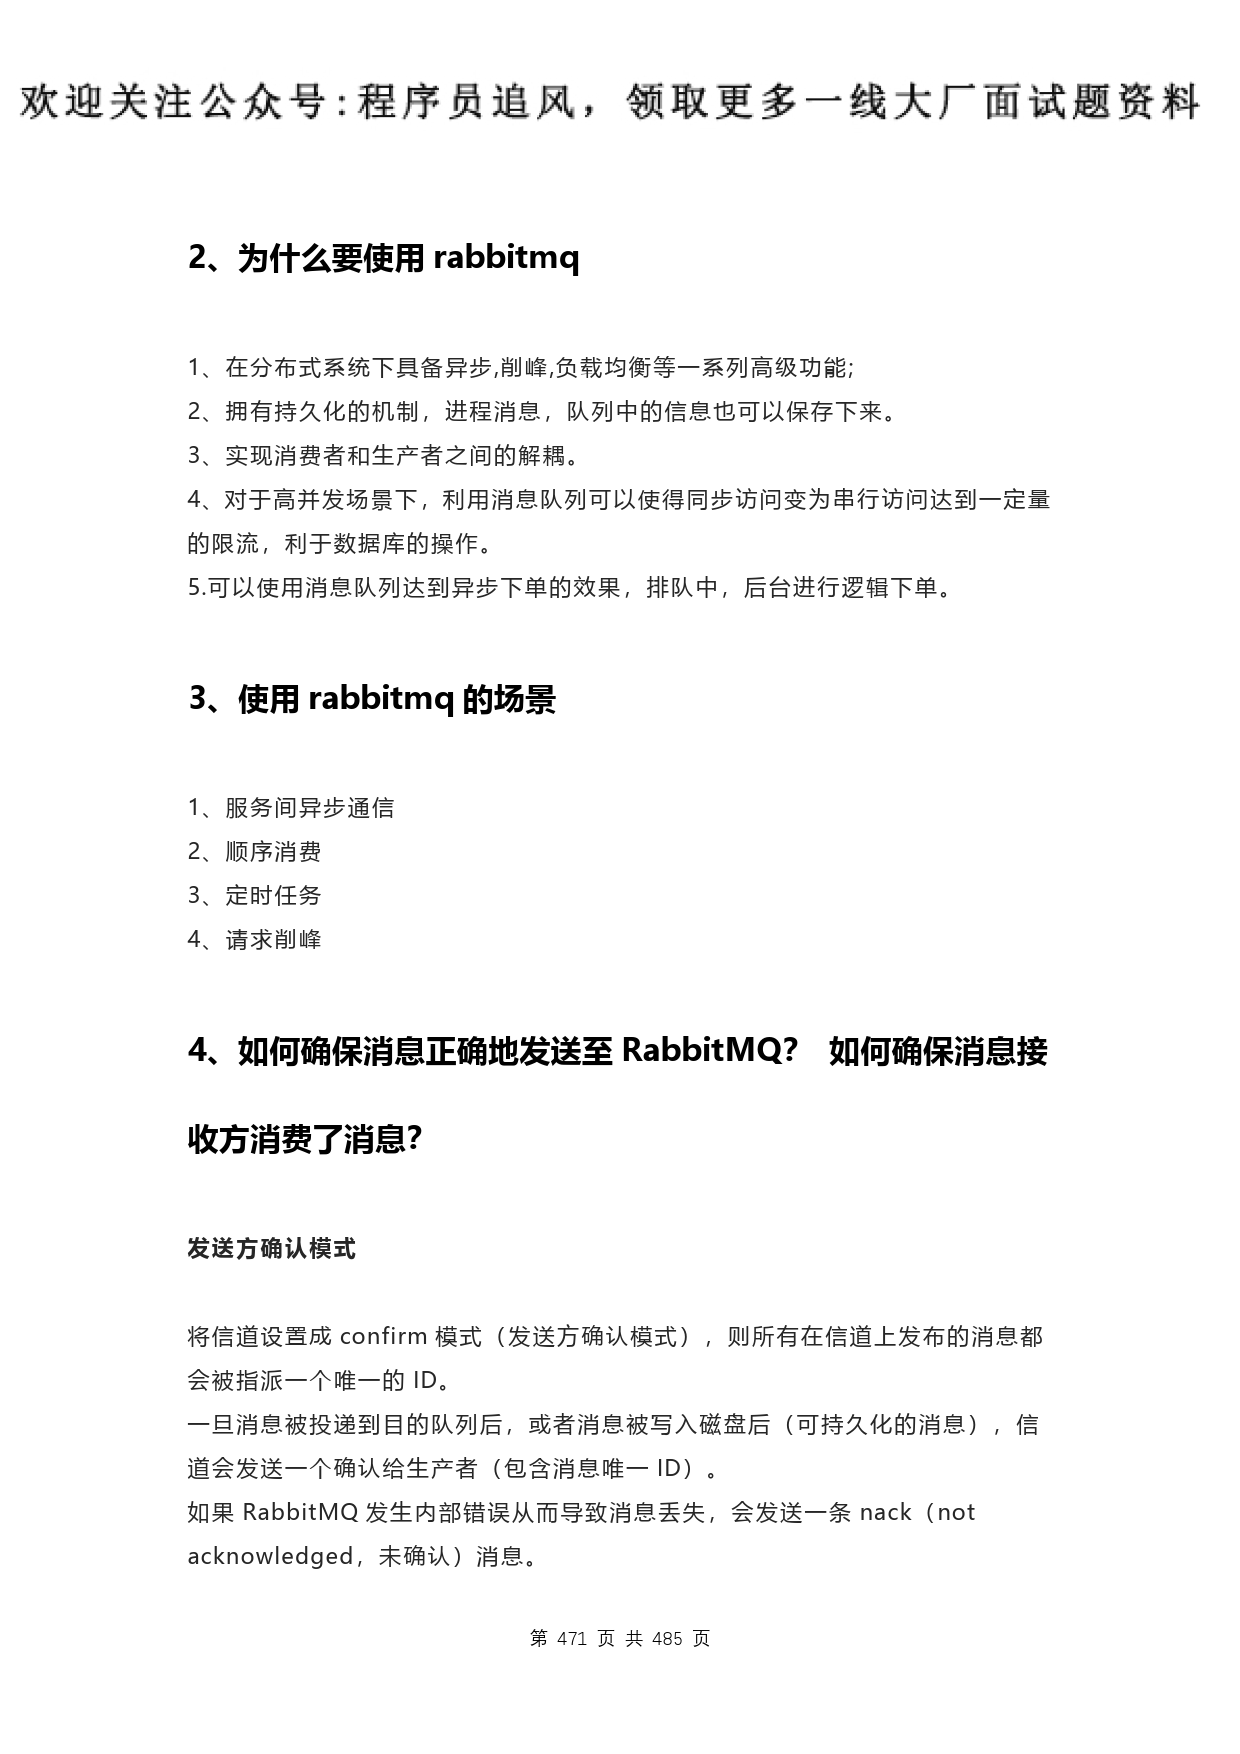 欢迎关注公众号:程序员追风，领取更多一线大厂面试题资料
2、为什么要使用 rabbitmq
1、在分布式系统下具备异步,削峰,负载均衡等一系列高级功能;
2、拥有持久化的机制，进程消息，队列中的信息也可以保存下来。
3、实现消费者和生产者之间的解耦。
4、对于高并发场景下，利用消息队列可以使得同步访问变为串行访问达到一定量
的限流，利于数据库的操作。
5.可以使用消息队列达到异步下单的效果，排队中，后台进行逻辑下单。
3、使用 rabbitmq 的场景
1、服务间异步通信
2、顺序消费
3、定时任务
4、请求削峰
4、如何确保消息正确地发送至 RabbitMQ？ 如何确保消息接
收方消费了消息？
发送方确认模式
将信道设置成 confirm 模式（发送方确认模式），则所有在信道上发布的消息都
会被指派一个唯一的 ID。
一旦消息被投递到目的队列后，或者消息被写入磁盘后（可持久化的消息），信
道会发送一个确认给生产者（包含消息唯一 ID）。
如果 RabbitMQ 发生内部错误从而导致消息丢失，会发送一条 nack（not
acknowledged，未确认）消息。
第 471 页 共 485 页